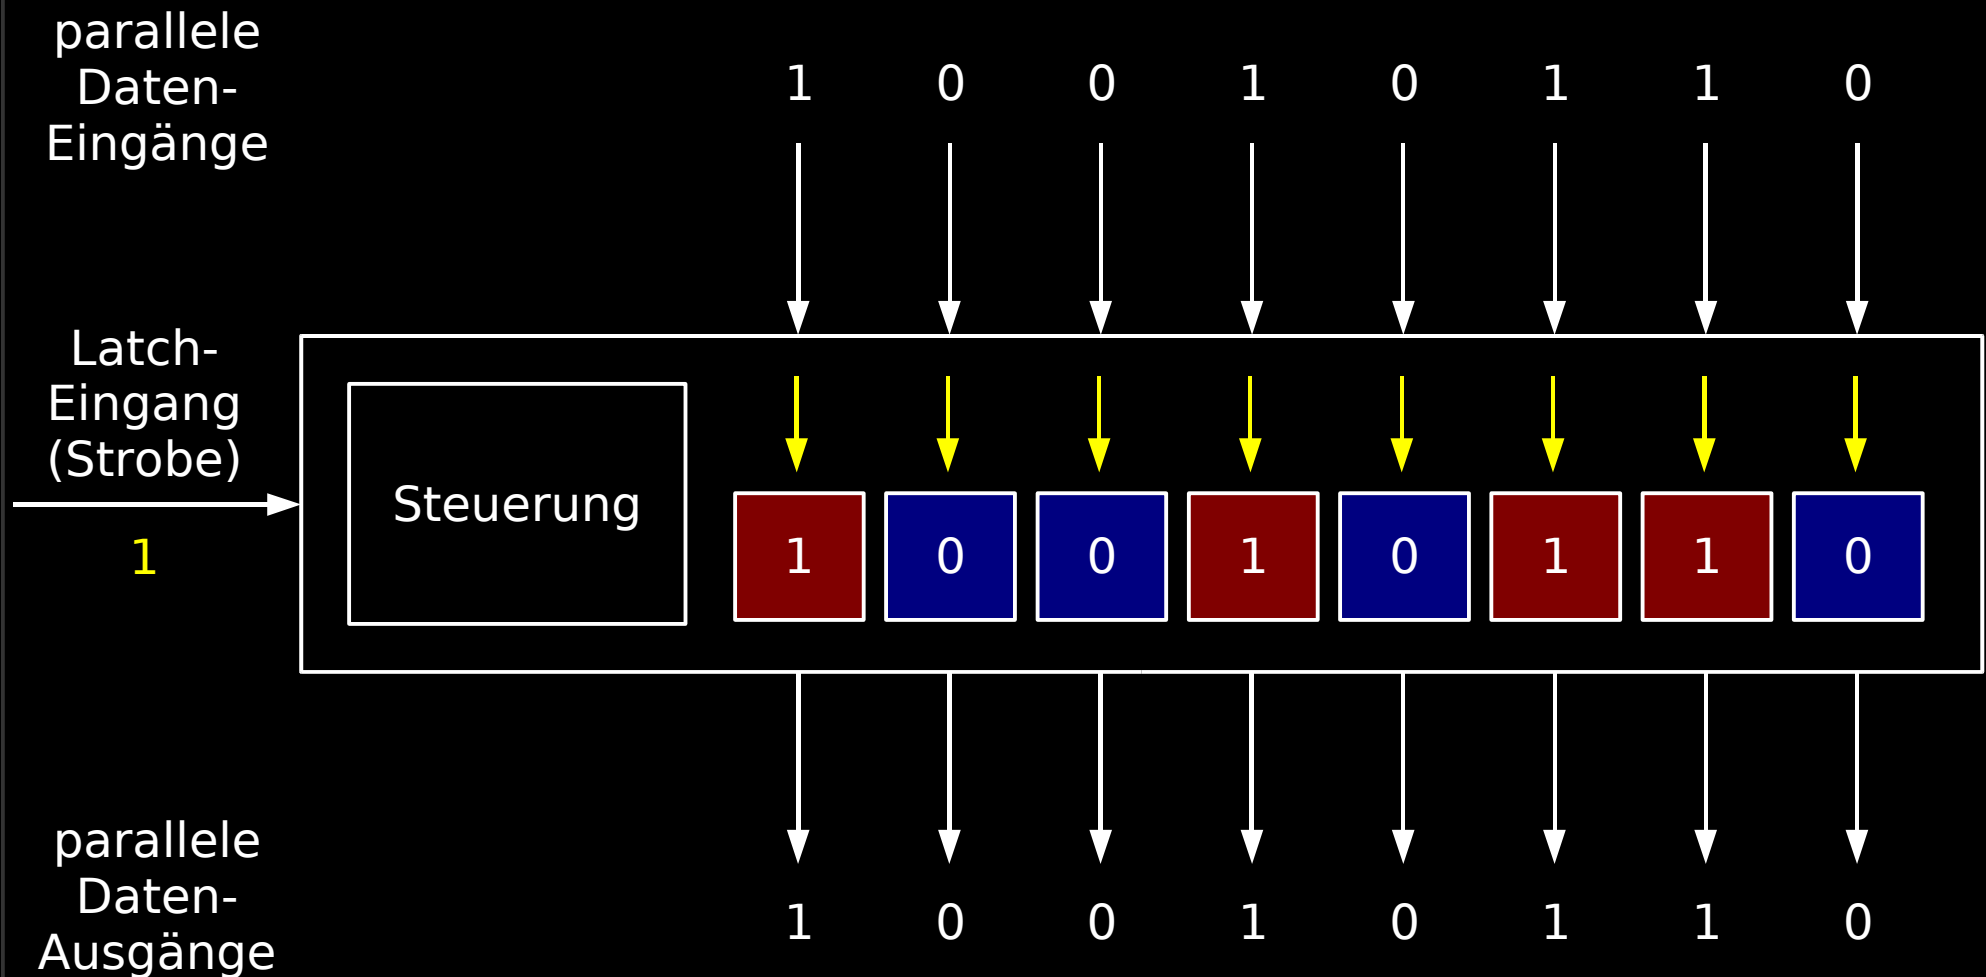 parallele
Daten-
Eingänge
1 0 0 1 0 1 1 0
Latch-
Eingang
(Strobe)
1
Steuerung
1 0 0 1 0 1 1 0
parallele
Daten-
Ausgänge
1 0 0 1 0 1 1 0